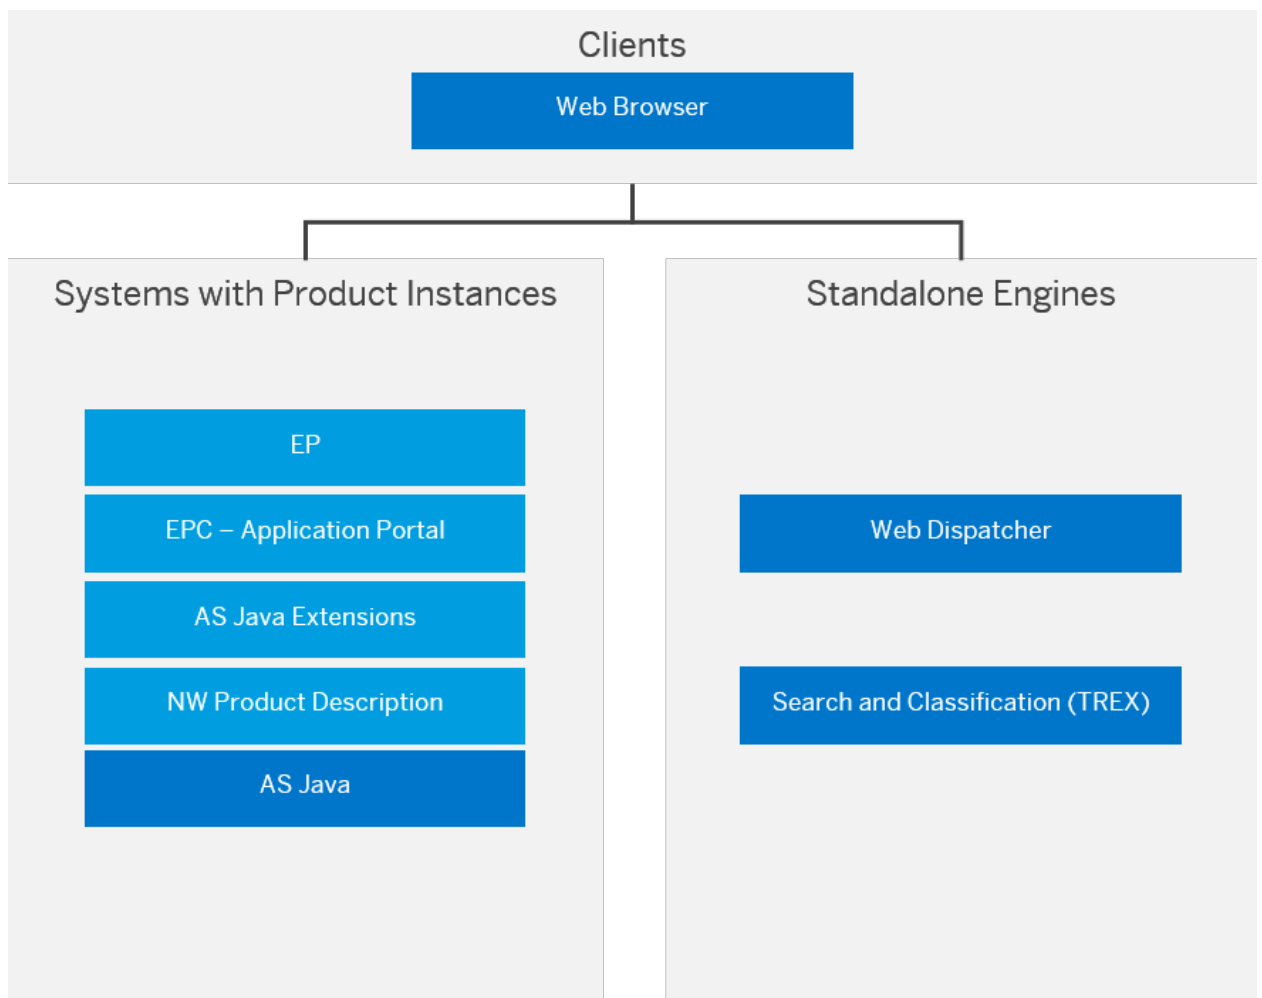 Clients
Web Browser
Systems with Product Instances
EP
EPC – Application Portal
AS Java Extensions
NW Product Description
AS Java
Standalone Engines
Web Dispatcher
Search and Classification (TREX)